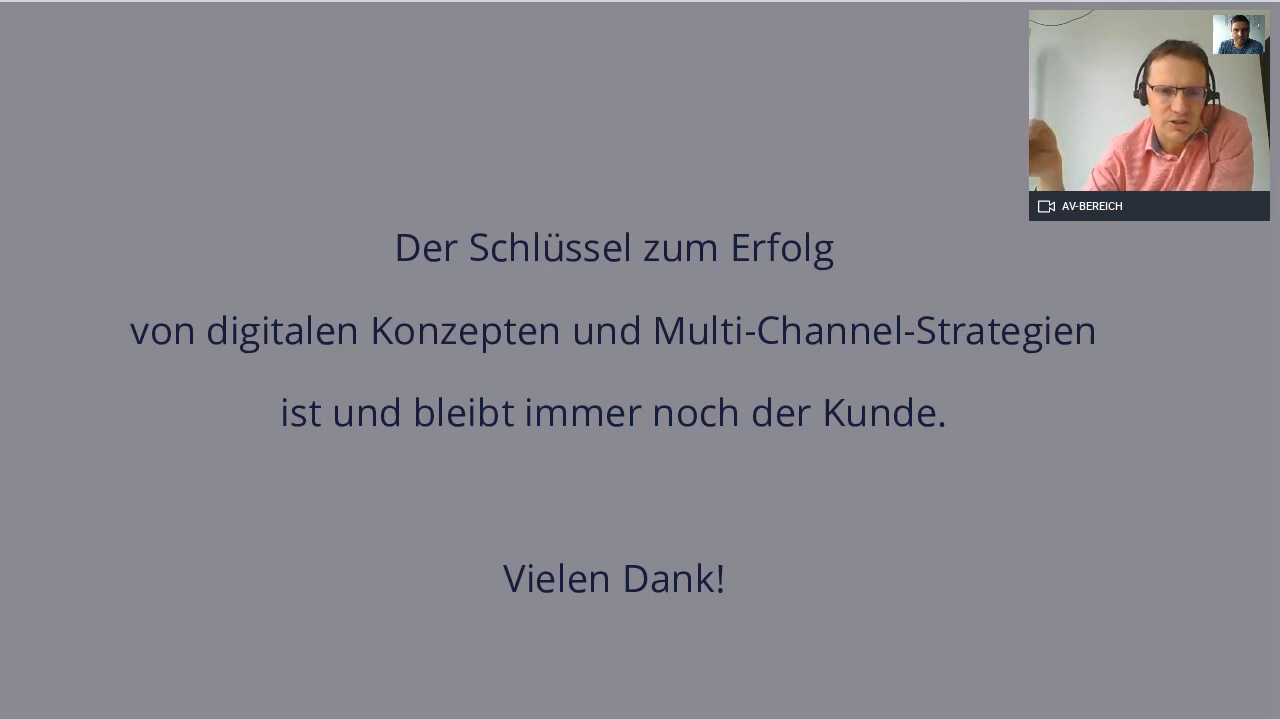 AV-BEREICH
Der Schlüssel zum Erfolg
von digitalen Konzepten und Multi-Channel-Strategien
ist und bleibt immer noch der Kunde.
Vielen Dank!